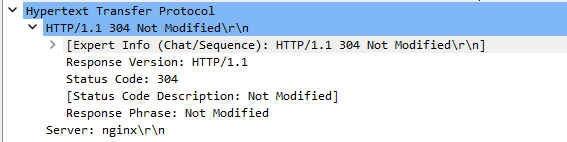 Hypertext Transfer Protocol
HTTP/1.1 304 Not Modified\r\n
[Expert Info (Chat/Sequence): HTTP/1.1 304 Not Modified\r\n]
Response Version: HTTP/1.1
Status Code: 304
[Status Code Description: Not Modified]
Response Phrase: Not Modified
Server: nginx\r\n